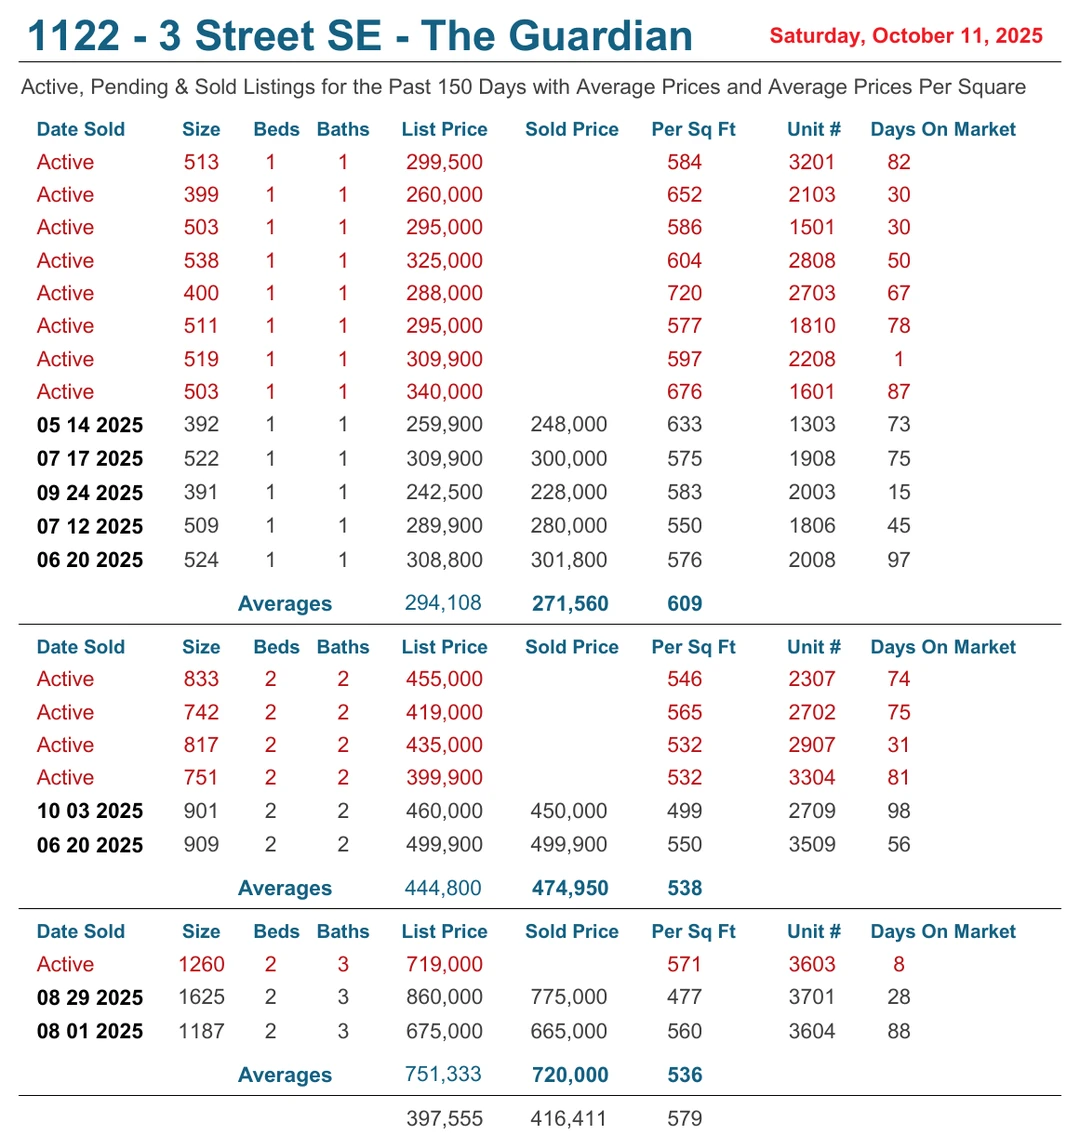 1122 - 3 Street SE - The Guardian Saturday, October 11, 2025
Active, Pending & Sold Listings for the Past 150 Days with Average Prices and Average Prices Per Square
Date Sold Size Beds Baths List Price Sold Price Per Sq Ft Unit # Days On Market
Active 513 1 1 299,500 584 3201 82
Active 399 1 1 260,000 652 2103 30
Active 503 1 1 295,000 586 1501 30
Active 538 1 1 325,000 604 2808 50
Active 400 1 1 288,000 720 2703 67
Active 511 1 1 295,000 577 1810 78
Active 519 1 1 309,900 597 2208 1
Active 503 1 1 340,000 676 1601 87
05 14 2025 392 1 1 259,900 248,000 633 1303 73
07 17 2025 522 1 1 309,900 300,000 575 1908 75
09 24 2025 391 1 1 242,500 228,000 583 2003 15
07 12 2025 509 1 1 289,900 280,000 550 1806 45
06 20 2025 524 1 1 308,800 301,800 576 2008 97
Averages 294,108 271,560 609
Date Sold Size Beds Baths List Price Sold Price Per Sq Ft Unit # Days On Market
Active 833 2 2 455,000 546 2307 74
Active 742 2 2 419,000 565 2702 75
Active 817 2 2 435,000 532 2907 31
Active 751 2 2 399,900 532 3304 81
10 03 2025 901 2 2 460,000 450,000 499 2709 98
06 20 2025 909 2 2 499,900 499,900 550 3509 56
Averages 444,800 474,950 538
Date Sold Size Beds Baths List Price Sold Price Per Sq Ft Unit # Days On Market
Active 1260 2 3 719,000 571 3603 8
08 29 2025 1625 2 3 860,000 775,000 477 3701 28
08 01 2025 1187 2 3 675,000 665,000 560 3604 88
Averages 751,333 720,000 536
397,555 416,411 579